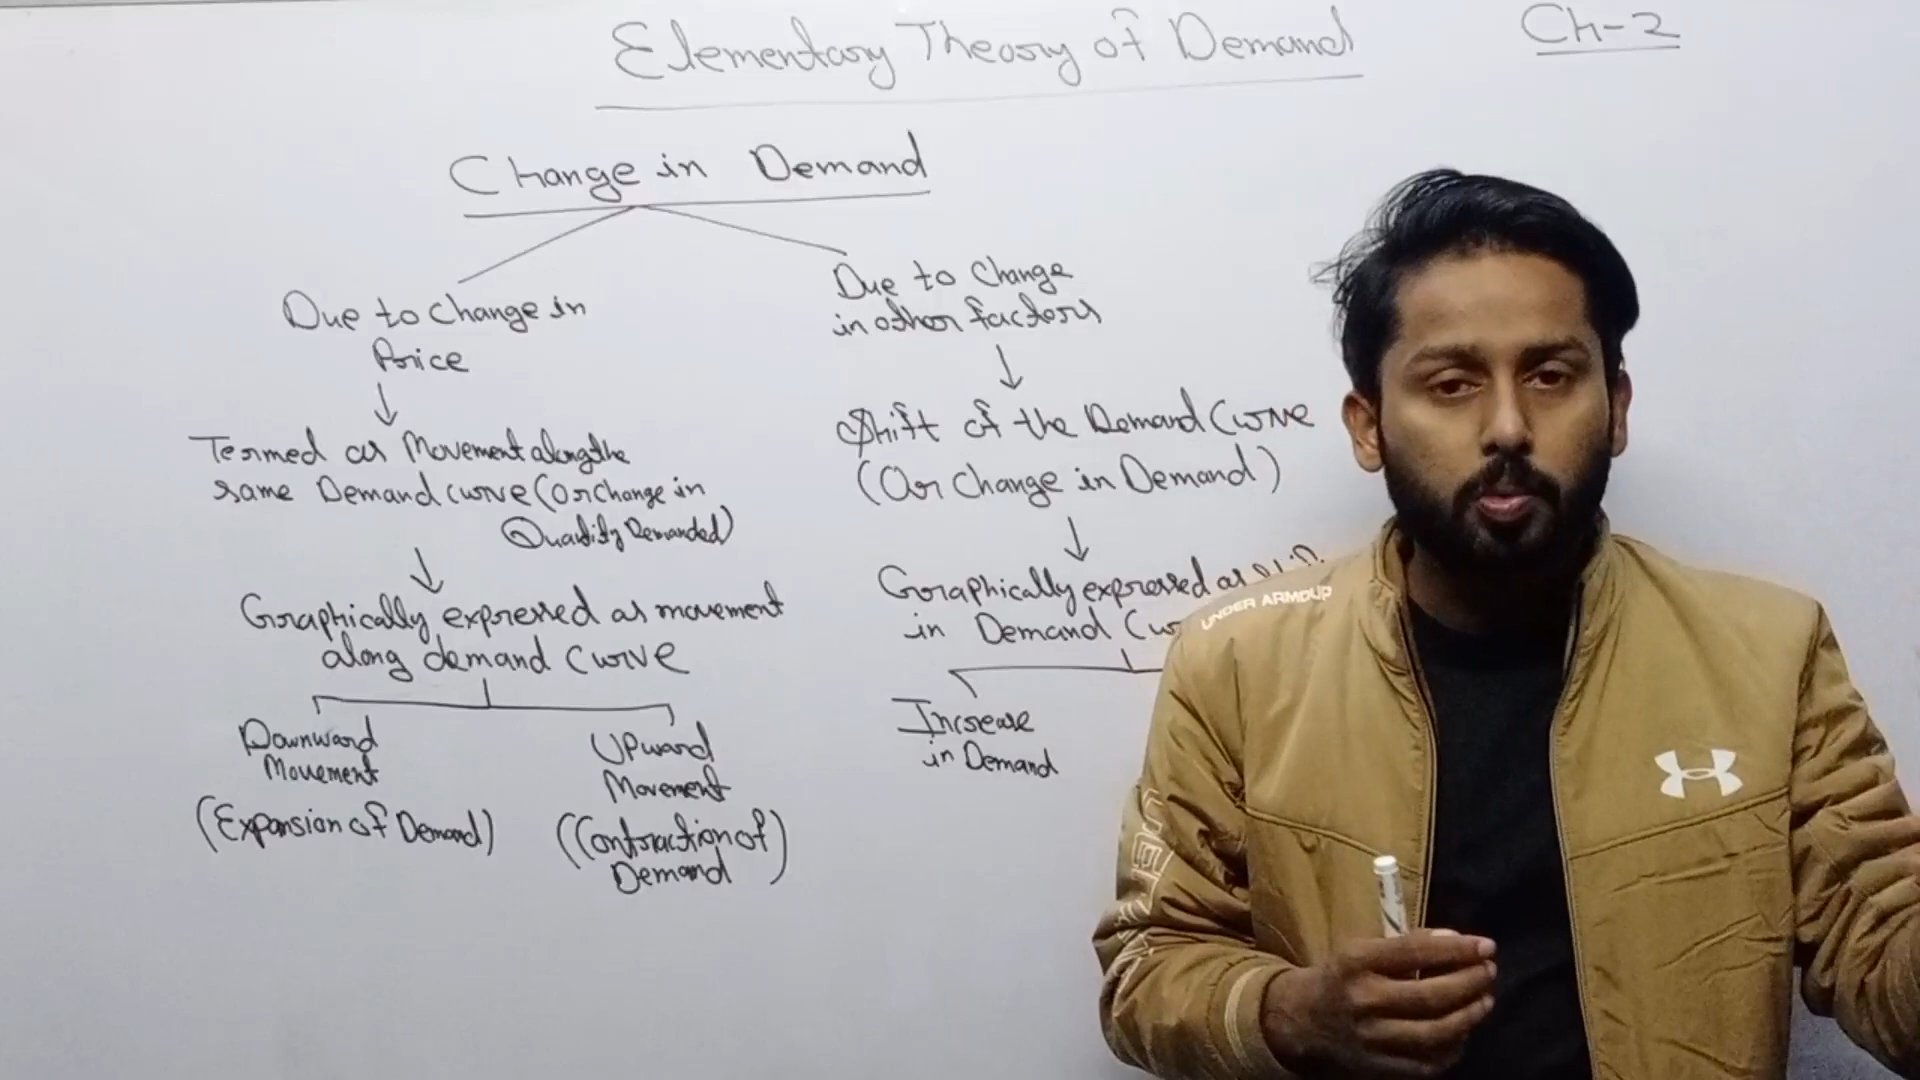 Elementary Theory of Demand
Ch-2
Change in Demand
Due to Change in
Price
Termed as Movement along the
same Demand curve (Or Change in
Quantity Demanded)
Graphically expressed as movement
along demand curve
Downward
Movement
(Expansion of Demand)
Upward
Movement
(Contraction of
Demand)
Due to Change
in other factors
Shift of the Demand Curve
(Or Change in Demand)
Graphically expressed as
in Demand
Increase
in Demand
UNDER ARMOUR